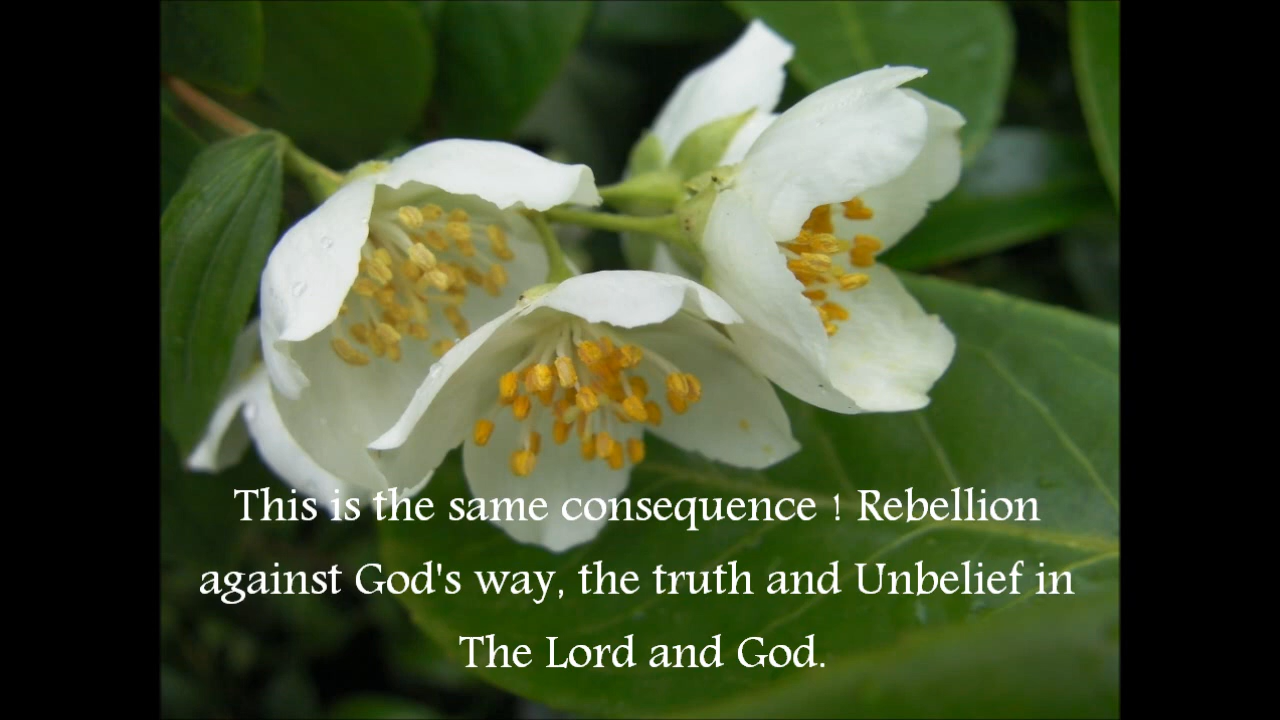 This is the same consequence ! Rebellion
against God's way, the truth and Unbelief in
The Lord and God.